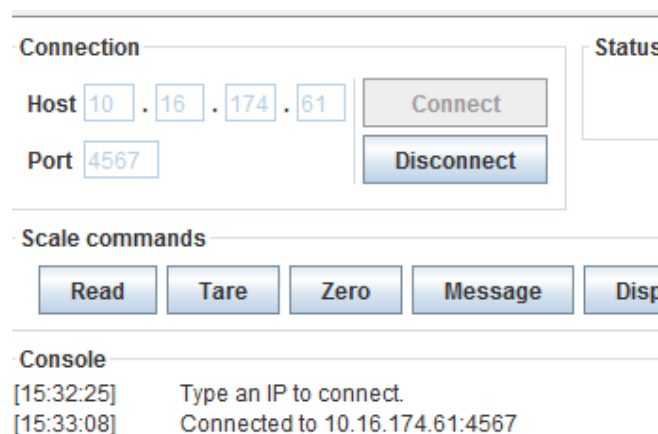 Connection
Status
Host 10 . 16 . 174 . 61 Connect
Port 4567 Disconnect
Scale commands
Read Tare Zero Message Disp
Console
[15:32:25] Type an IP to connect.
[15:33:08] Connected to 10.16.174.61:4567